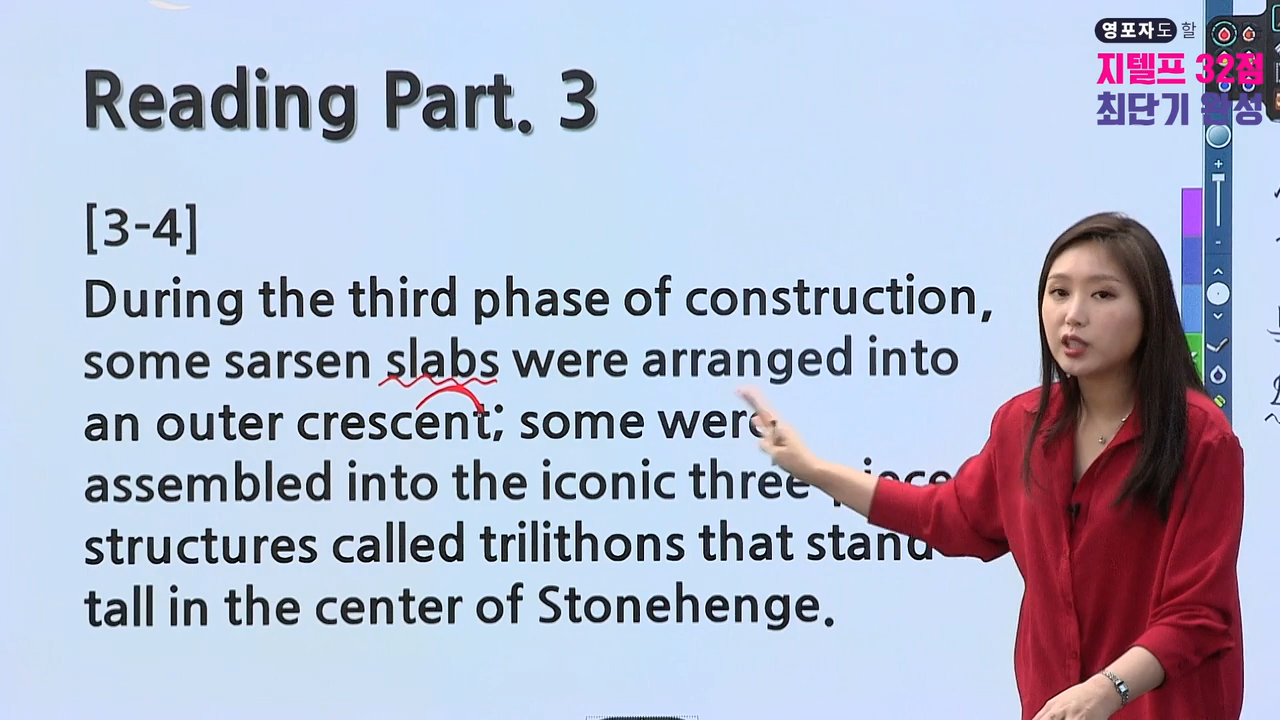 영포자도 할
지텔프 32점
최단기 완성
Reading Part. 3
[3-4]
During the third phase of construction,
some sarsen slabs were arranged into
an outer crescent; some were
assembled into the iconic three
structures called trilithons that stand
tall in the center of Stonehenge.